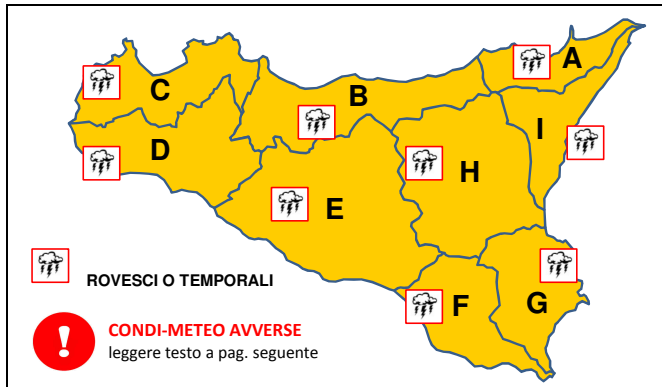 A
C
B
I
D
H
E
G
F
ROVESCI O TEMPORALI
!
CONDI-METEO AVVERSE
leggere testo a pag. seguente